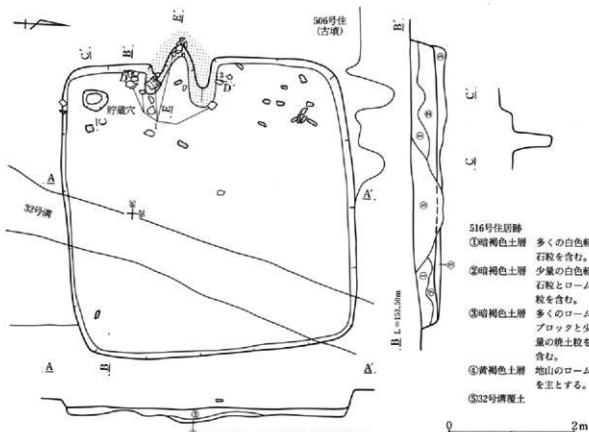 506号住
(古墳)
E'
B'
C'
D
D'
E
貯蔵穴
C
A
A'
32号溝
B
A
A'
B'
B L=153.50m
C'
C
516号住居跡
①暗褐色土層 多くの白色軽
石粒を含む。
②暗褐色土層 少量の白色軽
石粒とローム
粒を含む。
③暗褐色土層 多くのローム
ブロックと少
量の焼土粒を
含む。
④黄褐色土層 地山のローム
を主とする。
⑤32号溝覆土
0 2m